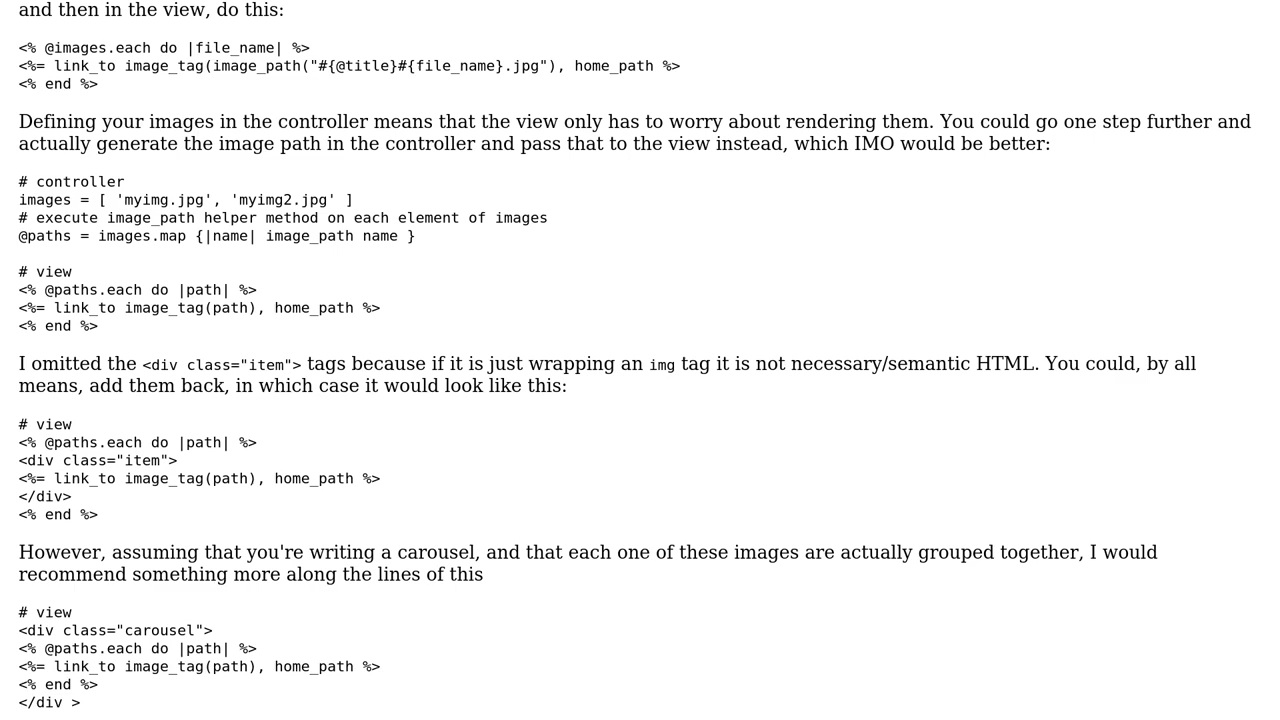 and then in the view, do this:
<% @images.each do |file_name| %>
<%= link_to image_tag(image_path("#{@title}#{file_name}.jpg"), home_path %>
<% end %>
Defining your images in the controller means that the view only has to worry about rendering them. You could go one step further and
actually generate the image path in the controller and pass that to the view instead, which IMO would be better:
# controller
images = [ 'myimg.jpg', 'myimg2.jpg' ]
# execute image_path helper method on each element of images
@paths = images.map {|name| image_path name }
# view
<% @paths.each do |path| %>
<%= link_to image_tag(path), home_path %>
<% end %>
I omitted the <div class="item"> tags because if it is just wrapping an img tag it is not necessary/semantic HTML. You could, by all
means, add them back, in which case it would look like this:
# view
<% @paths.each do |path| %>
<div class="item">
<%= link_to image_tag(path), home_path %>
</div>
<% end %>
However, assuming that you're writing a carousel, and that each one of these images are actually grouped together, I would
recommend something more along the lines of this
# view
<div class="carousel">
<% @paths.each do |path| %>
<%= link_to image_tag(path), home_path %>
<% end %>
</div >